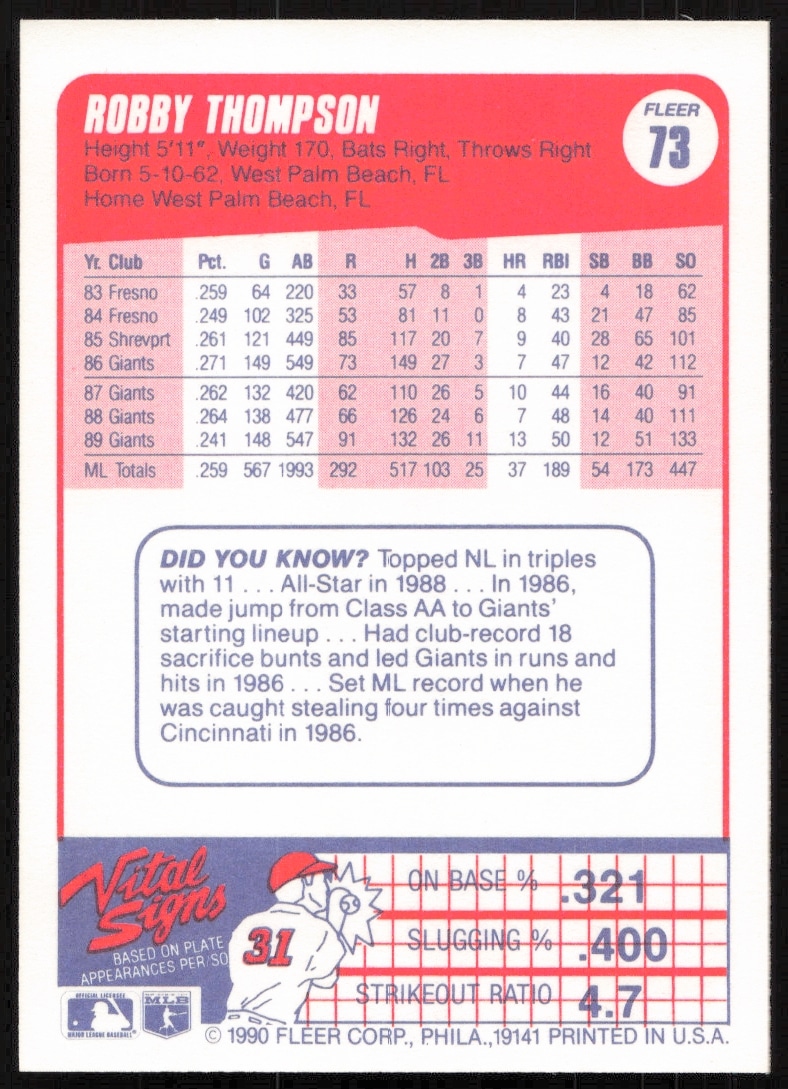 ROBBY THOMPSON
FLEER
73
Height 5'11", Weight 170, Bats Right, Throws Right
Born 5-10-62, West Palm Beach, FL
Home West Palm Beach, FL
Yr. Club Pct. G AB R H 2B 3B HR RBI SB BB SO
83 Fresno .259 64 220 33 57 8 1 4 23 4 18 62
84 Fresno .249 102 325 53 81 11 0 8 43 21 47 85
85 Shrevprt .261 121 449 85 117 20 7 9 40 28 65 101
86 Giants .271 149 549 73 149 27 3 7 47 12 42 112
87 Giants .262 132 420 62 110 26 5 10 44 16 40 91
88 Giants .264 138 477 66 126 24 6 7 48 14 40 111
89 Giants .241 148 547 91 132 26 11 13 50 12 51 133
ML Totals .259 567 1993 292 517 103 25 37 189 54 173 447
DID YOU KNOW? Topped NL in triples
with 11 . . . All-Star in 1988 . . . In 1986,
made jump from Class AA to Giants'
starting lineup . . . Had club-record 18
sacrifice bunts and led Giants in runs and
hits in 1986 . . . Set ML record when he
was caught stealing four times against
Cincinnati in 1986.
Vital
Signs
BASED ON PLATE
APPEARANCES PER/SO
31
ON BASE % .321
SLUGGING % .400
STRIKEOUT RATIO 4.7
OFFICIAL LICENSEE
MAJOR LEAGUE BASEBALL
MLB
© 1990 FLEER CORP., PHILA.,19141 PRINTED IN U.S.A.